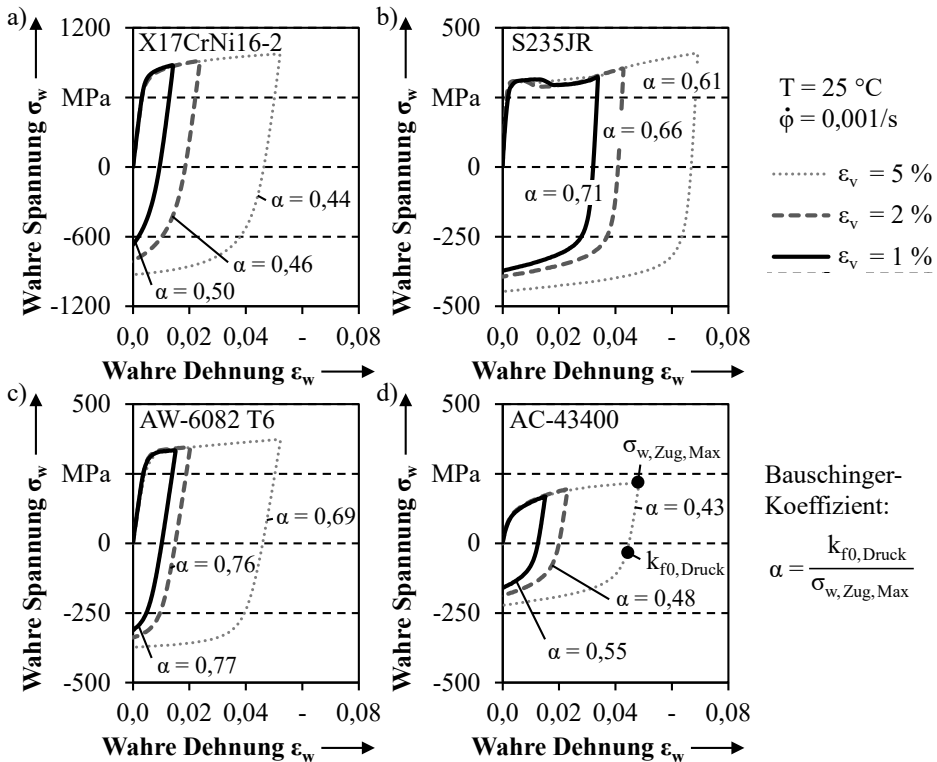 a)
X17CrNi16-2
Wahre Spannung σw
1200
MPa
0
-600
-1200
α = 0,44
α = 0,46
α = 0,50
0,0 0,02 0,04 - 0,08
Wahre Dehnung εw
b)
S235JR
Wahre Spannung σw
500
MPa
0
-250
-500
α = 0,61
α = 0,66
α = 0,71
0,0 0,02 0,04 - 0,08
Wahre Dehnung εw
T = 25 °C
φ̇ = 0,001/s
εv = 5 %
εv = 2 %
εv = 1 %
c)
AW-6082 T6
Wahre Spannung σw
500
MPa
0
-250
-500
α = 0,69
α = 0,76
α = 0,77
0,0 0,02 - 0,08
Wahre Dehnung εw
d)
AC-43400
Wahre Spannung σw
500
MPa
0
-250
-500
σw, Zug, Max
α = 0,43
kf0, Druck
α = 0,48
α = 0,55
0,0 0,02 0,04 - 0,08
Wahre Dehnung εw
Bauschinger-
Koeffizient:
α = kf0, Druck / σw, Zug, Max